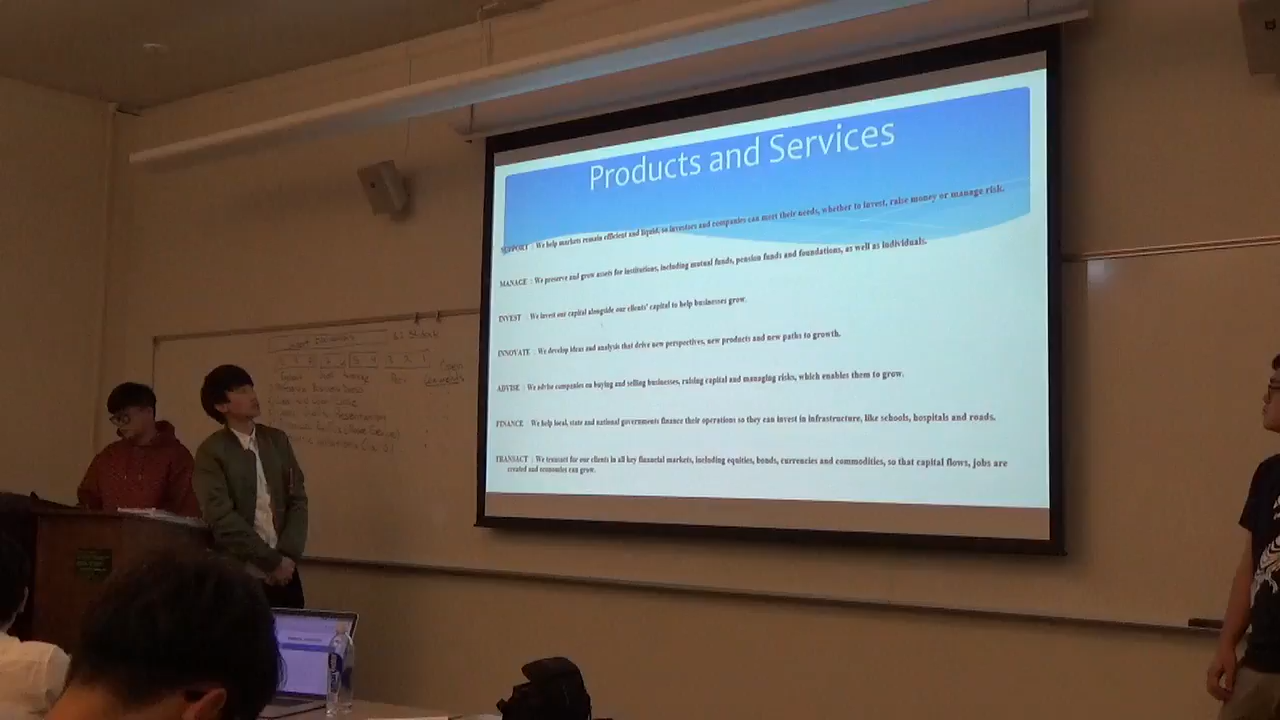 Products and Services
SUPPORT : We help markets remain efficient and liquid, so investors and companies can meet their needs, whether to invest, raise money or manage risk.
MANAGE : We preserve and grow assets for institutions, including mutual funds, pension funds and foundations, as well as individuals.
INVEST : We invest our capital alongside our clients' capital to help businesses grow.
INNOVATE : We develop ideas and analysis that drive new perspectives, new products and new paths to growth.
ADVISE : We advise companies on buying and selling businesses, raising capital and managing risks, which enables them to grow.
FINANCE : We help local, state and national governments finance their operations so they can invest in infrastructure, like schools, hospitals and roads.
TRANSACT : We transact for our clients in all key financial markets, including equities, bonds, currencies and commodities, so that capital flows, jobs are
created and economies can grow.